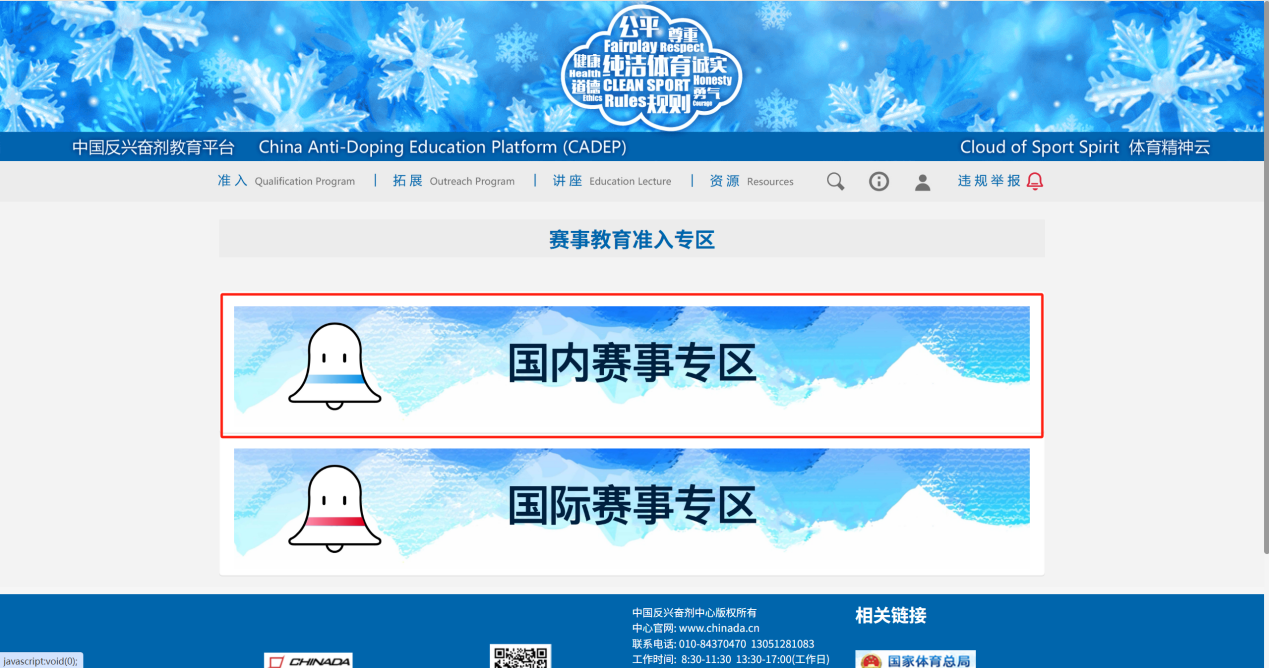 公平 尊重
Fairplay Respect
健康 纯洁体育 诚实
Health CLEAN SPORT Honesty
道德 勇气
Ethics Rules 规则 Courage
中国反兴奋剂教育平台 China Anti-Doping Education Platform (CADEP) Cloud of Sport Spirit 体育精神云
准入 Qualification Program | 拓展 Outreach Program | 讲座 Education Lecture | 资源 Resources 违规举报
赛事教育准入专区
国内赛事专区
国际赛事专区
中国反兴奋剂中心版权所有
相关链接
中心官网: www.chinada.cn
联系电话: 010-84370470 13051281083
工作时间: 8:30-11:30 13:30-17:00(工作日)
javascript:void(0);
CHINADA
国家体育总局